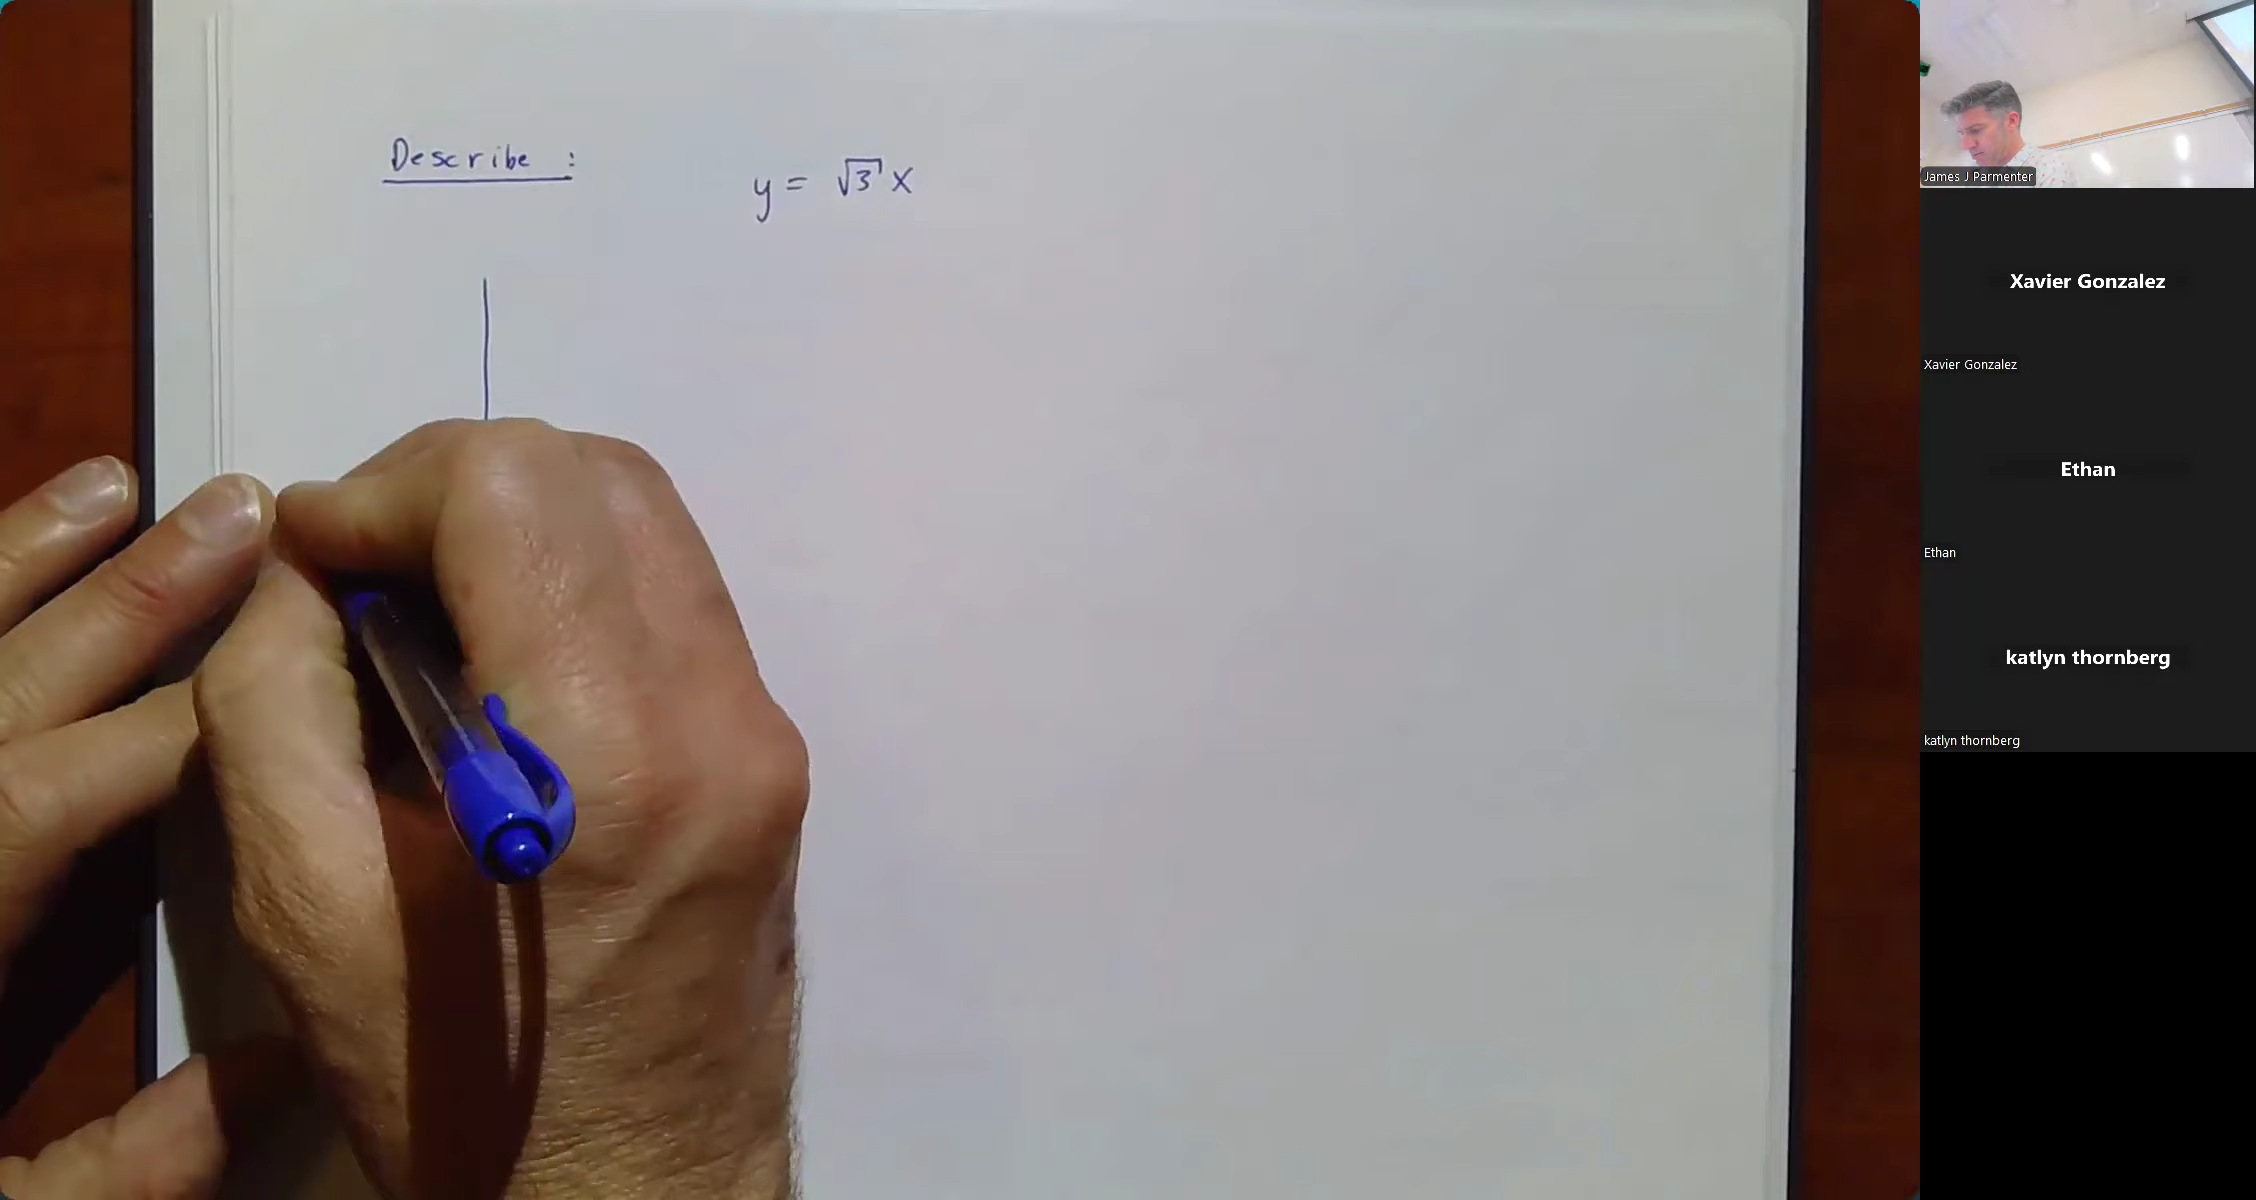 Describe :
y = √3 x
James J Parmenter
Xavier Gonzalez
Xavier Gonzalez
Ethan
Ethan
katlyn thornberg
katlyn thornberg